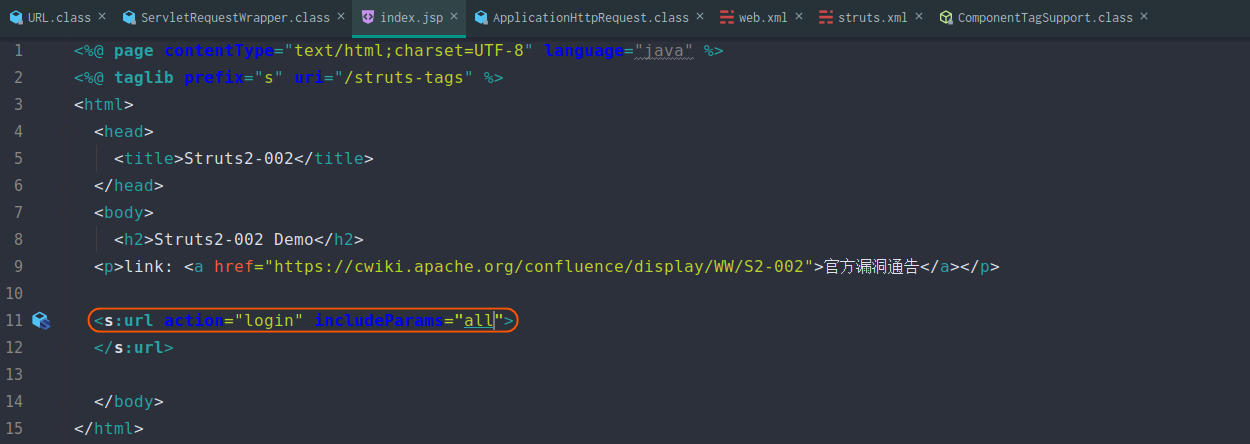 URL.class × ServletRequestWrapper.class × index.jsp × ApplicationHttpRequest.class × web.xml × struts.xml × ComponentTagSupport.class ×
1 <%@ page contentType="text/html;charset=UTF-8" language="java" %>
2 <%@ taglib prefix="s" uri="/struts-tags" %>
3 <html>
4 <head>
5 <title>Struts2-002</title>
6 </head>
7 <body>
8 <h2>Struts2-002 Demo</h2>
9 <p>link: <a href="https://cwiki.apache.org/confluence/display/WW/S2-002">官方漏洞通告</a></p>
10
11 <s:url action="login" includeParams="all">
12 </s:url>
13
14 </body>
15 </html>